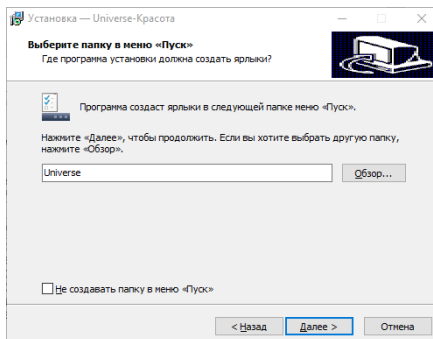 Установка — Universe-Красота
Выберите папку в меню «Пуск»
Где программа установки должна создать ярлыки?
Программа создаст ярлыки в следующей папке меню «Пуск».
Нажмите «Далее», чтобы продолжить. Если вы хотите выбрать другую папку,
нажмите «Обзор».
Universe
Обзор...
Не создавать папку в меню «Пуск»
< Назад
Далее >
Отмена